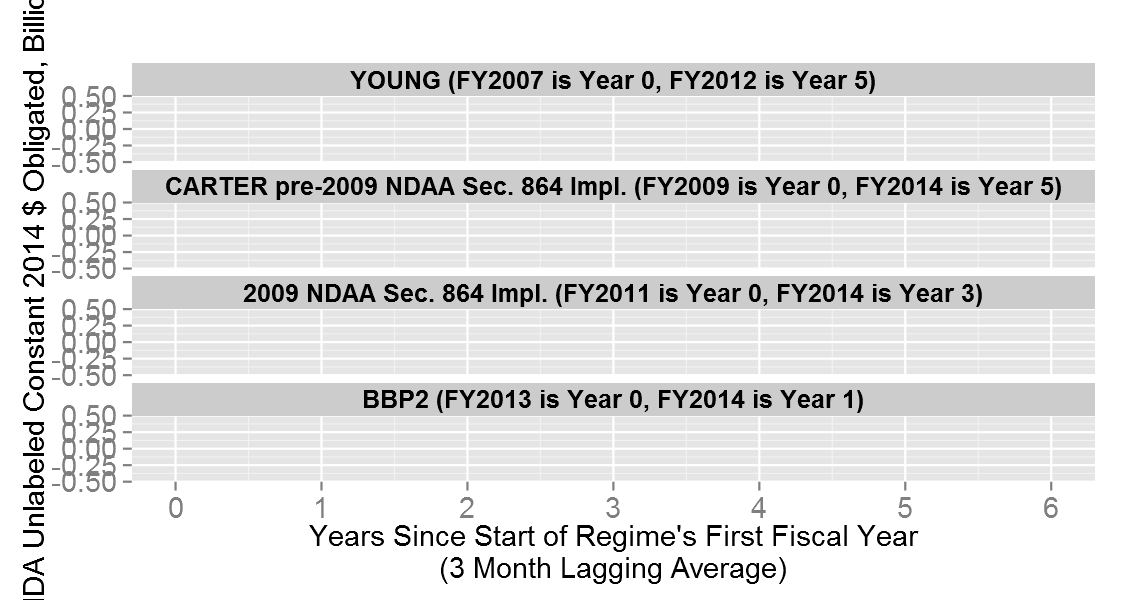 YOUNG (FY2007 is Year 0, FY2012 is Year 5)
0.50
0.25
0.00
-0.25
-0.50
CARTER pre-2009 NDAA Sec. 864 Impl. (FY2009 is Year 0, FY2014 is Year 5)
0.50
0.25
0.00
-0.25
-0.50
2009 NDAA Sec. 864 Impl. (FY2011 is Year 0, FY2014 is Year 3)
0.50
0.25
0.00
-0.25
-0.50
BBP2 (FY2013 is Year 0, FY2014 is Year 1)
0.50
0.25
0.00
-0.25
-0.50
0 1 2 3 4 5 6
Years Since Start of Regime's First Fiscal Year
(3 Month Lagging Average)
Unlabeled Constant 2014 $ Obligated,